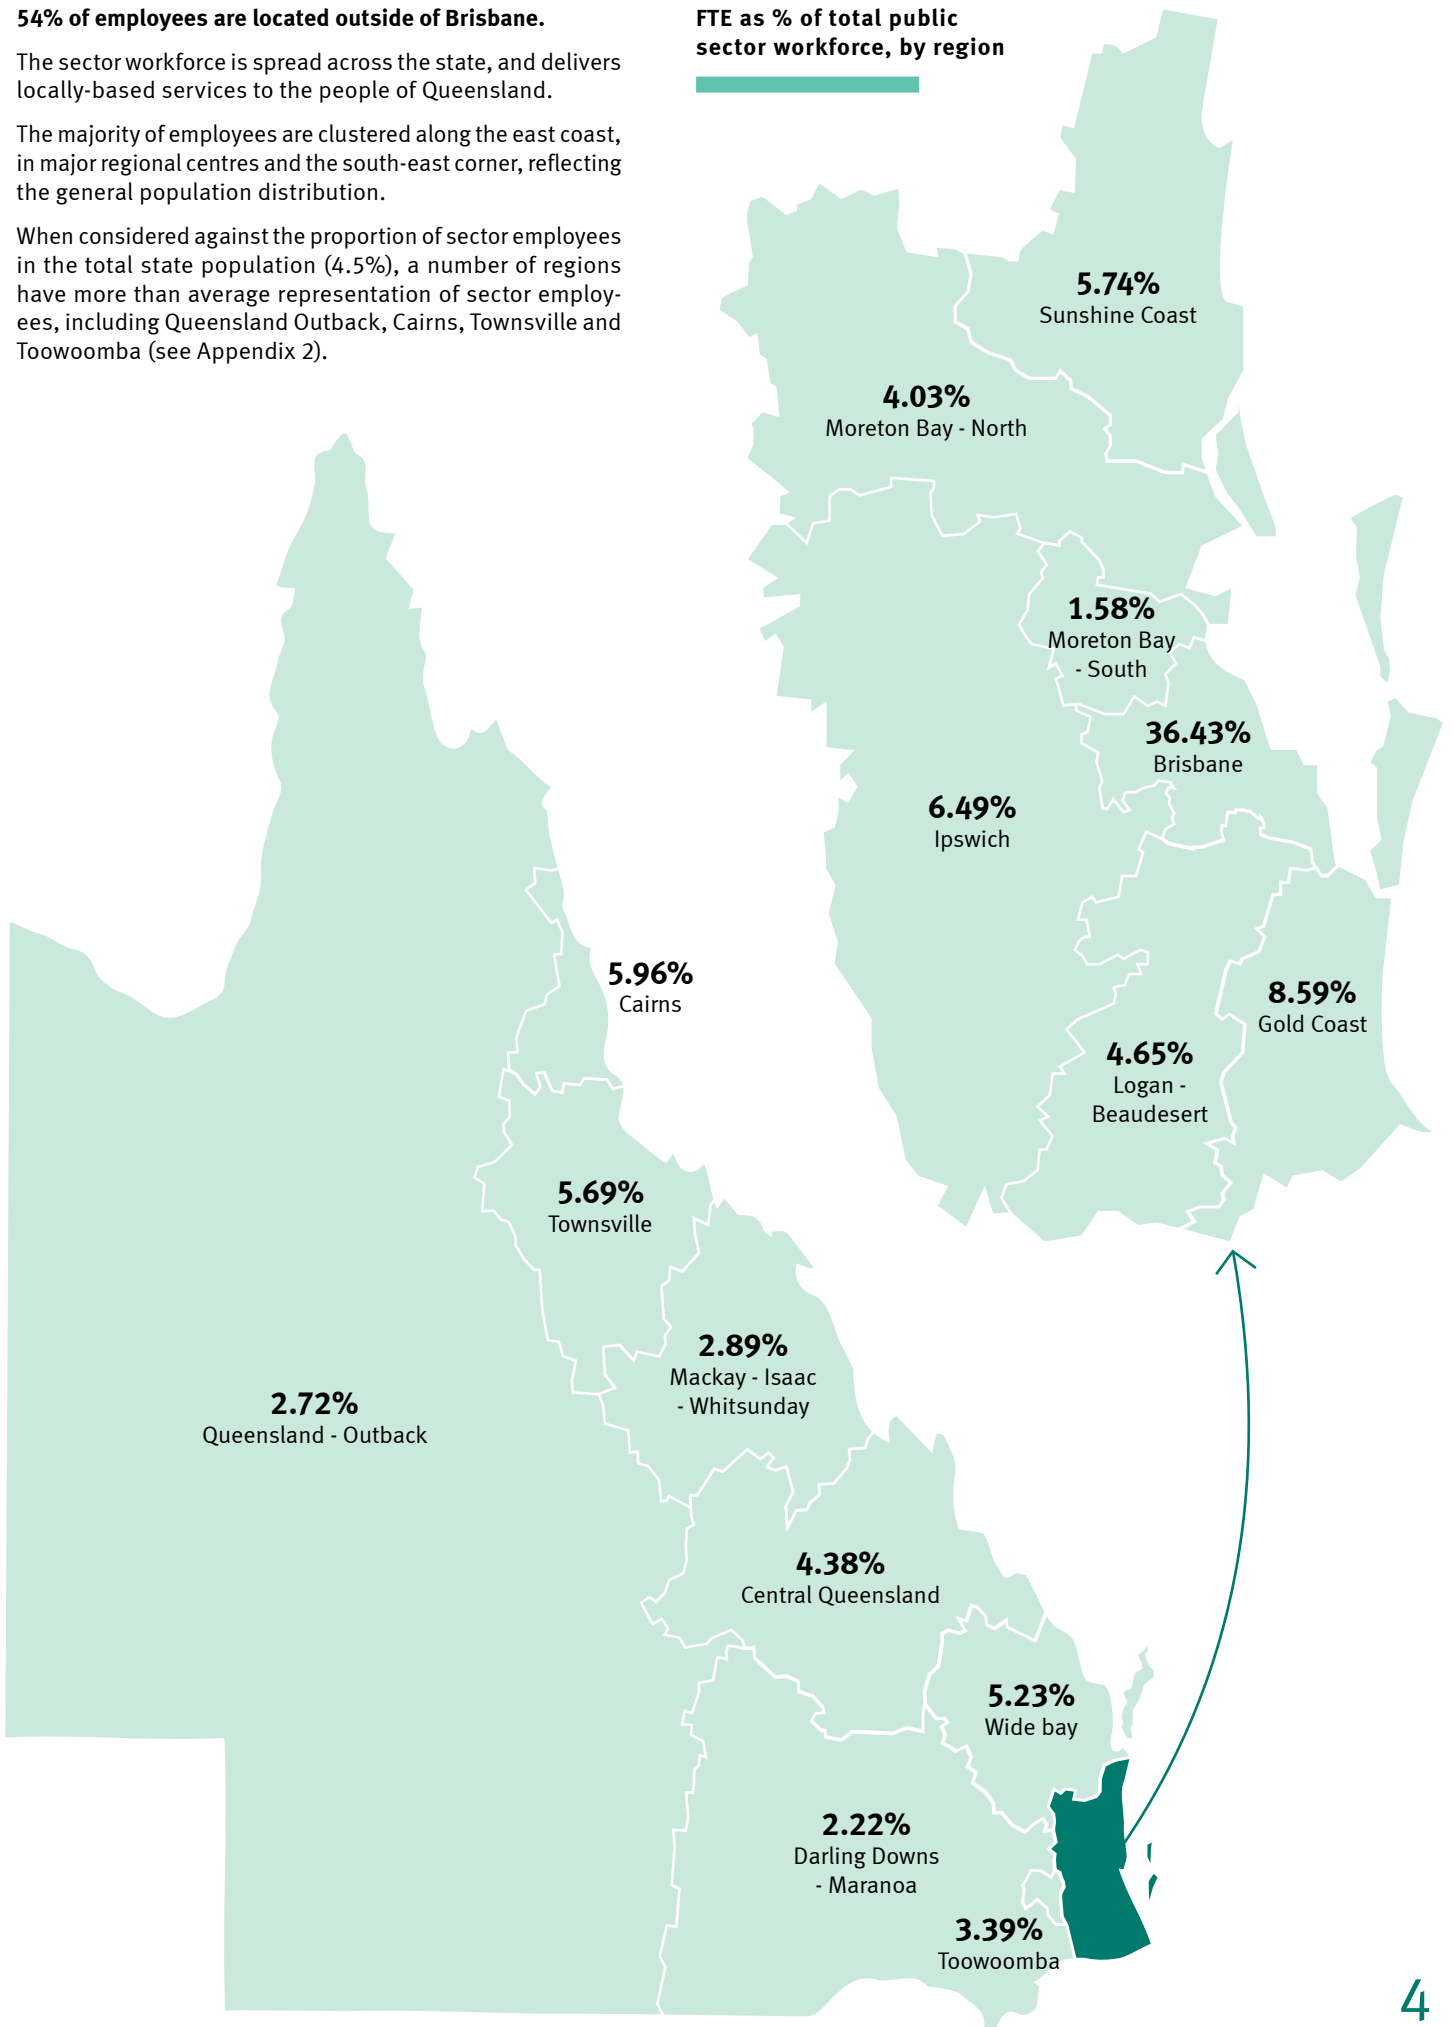 54% of employees are located outside of Brisbane.
The sector workforce is spread across the state, and delivers
locally-based services to the people of Queensland.
The majority of employees are clustered along the east coast,
in major regional centres and the south-east corner, reflecting
the general population distribution.
When considered against the proportion of sector employees
in the total state population (4.5%), a number of regions
have more than average representation of sector employ-
ees, including Queensland Outback, Cairns, Townsville and
Toowoomba (see Appendix 2).
FTE as % of total public
sector workforce, by region
5.74%
Sunshine Coast
4.03%
Moreton Bay - North
1.58%
Moreton Bay
- South
36.43%
Brisbane
6.49%
Ipswich
8.59%
Gold Coast
4.65%
Logan -
Beaudesert
5.96%
Cairns
5.69%
Townsville
2.89%
Mackay - Isaac
- Whitsunday
2.72%
Queensland - Outback
4.38%
Central Queensland
5.23%
Wide bay
2.22%
Darling Downs
- Maranoa
3.39%
Toowoomba
4